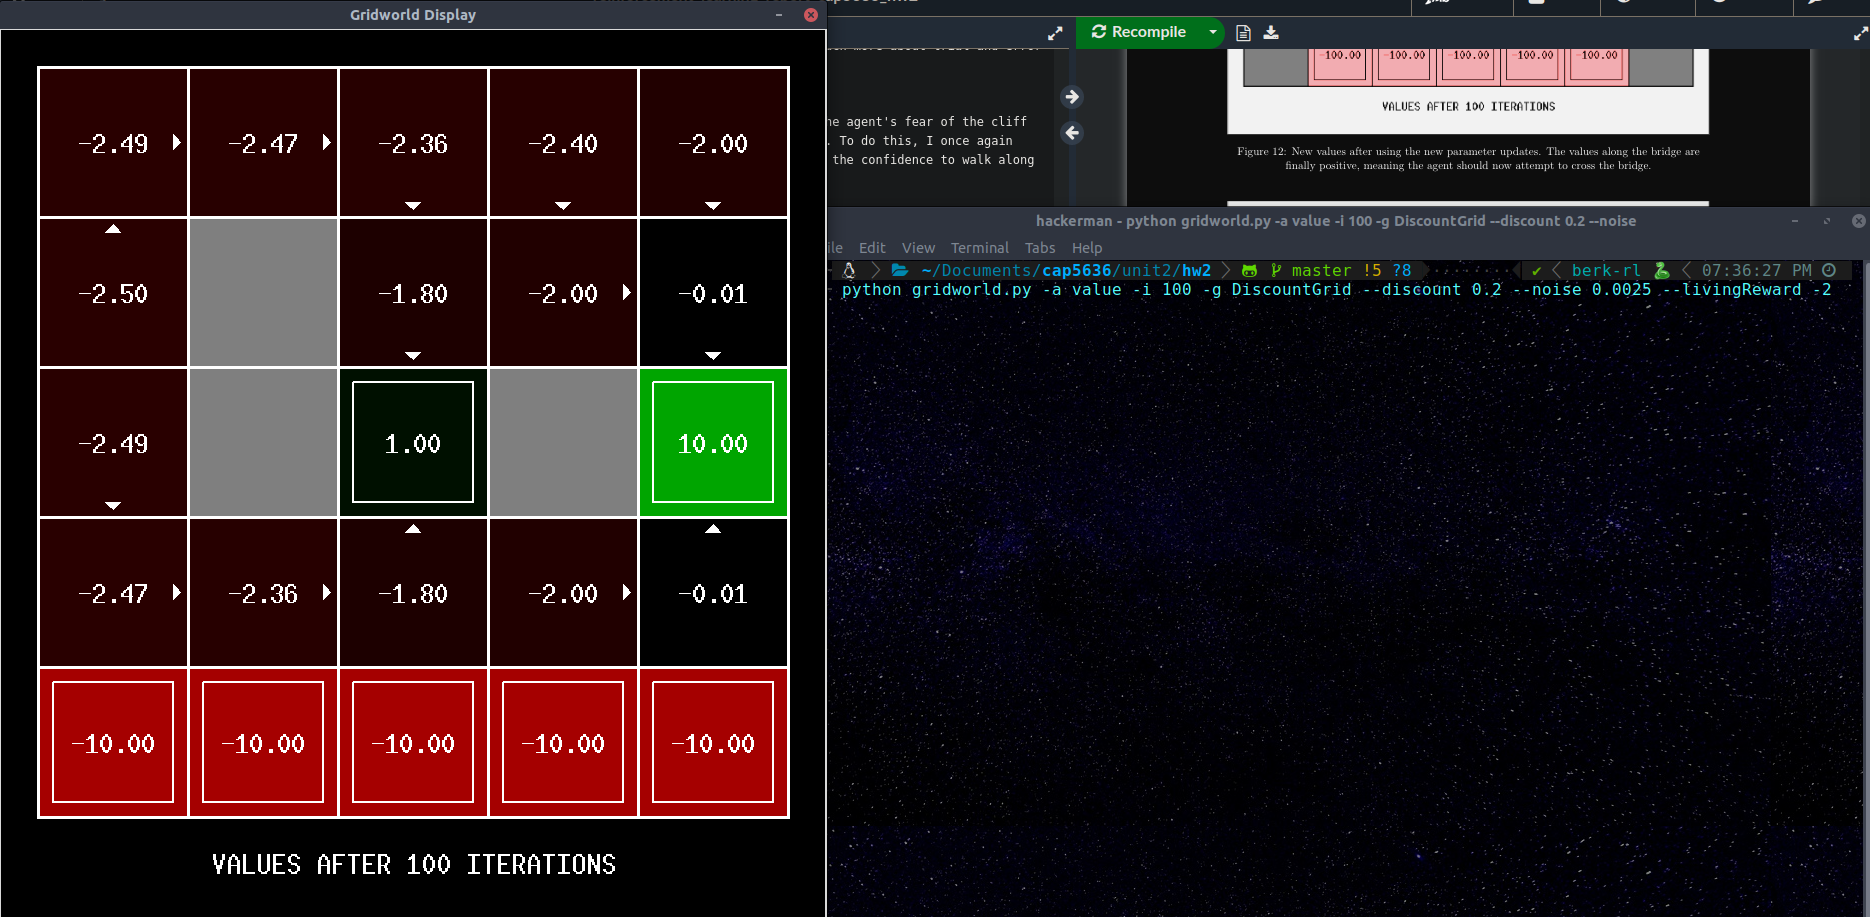 Gridworld Display
-2.49 -2.47 -2.36 -2.40 -2.00
-2.50 -1.80 -2.00 -0.01
-2.49 1.00 10.00
-2.47 -2.36 -1.80 -2.00 -0.01
-10.00 -10.00 -10.00 -10.00 -10.00
VALUES AFTER 100 ITERATIONS
he agent's fear of the cliff
. To do this, I once again
the confidence to walk along
Recompile
-100.00 -100.00 -100.00 -100.00 -100.00
VALUES AFTER 100 ITERATIONS
Figure 12: New values after using the new parameter updates. The values along the bridge are
finally positive, meaning the agent should now attempt to cross the bridge.
hackerman - python gridworld.py -a value -i 100 -g DiscountGrid --discount 0.2 --noise
ile Edit View Terminal Tabs Help
~/Documents/cap5636/unit2/hw2 master !5 ?8 ✔ berk-rl 07:36:27 PM
python gridworld.py -a value -i 100 -g DiscountGrid --discount 0.2 --noise 0.0025 --livingReward -2